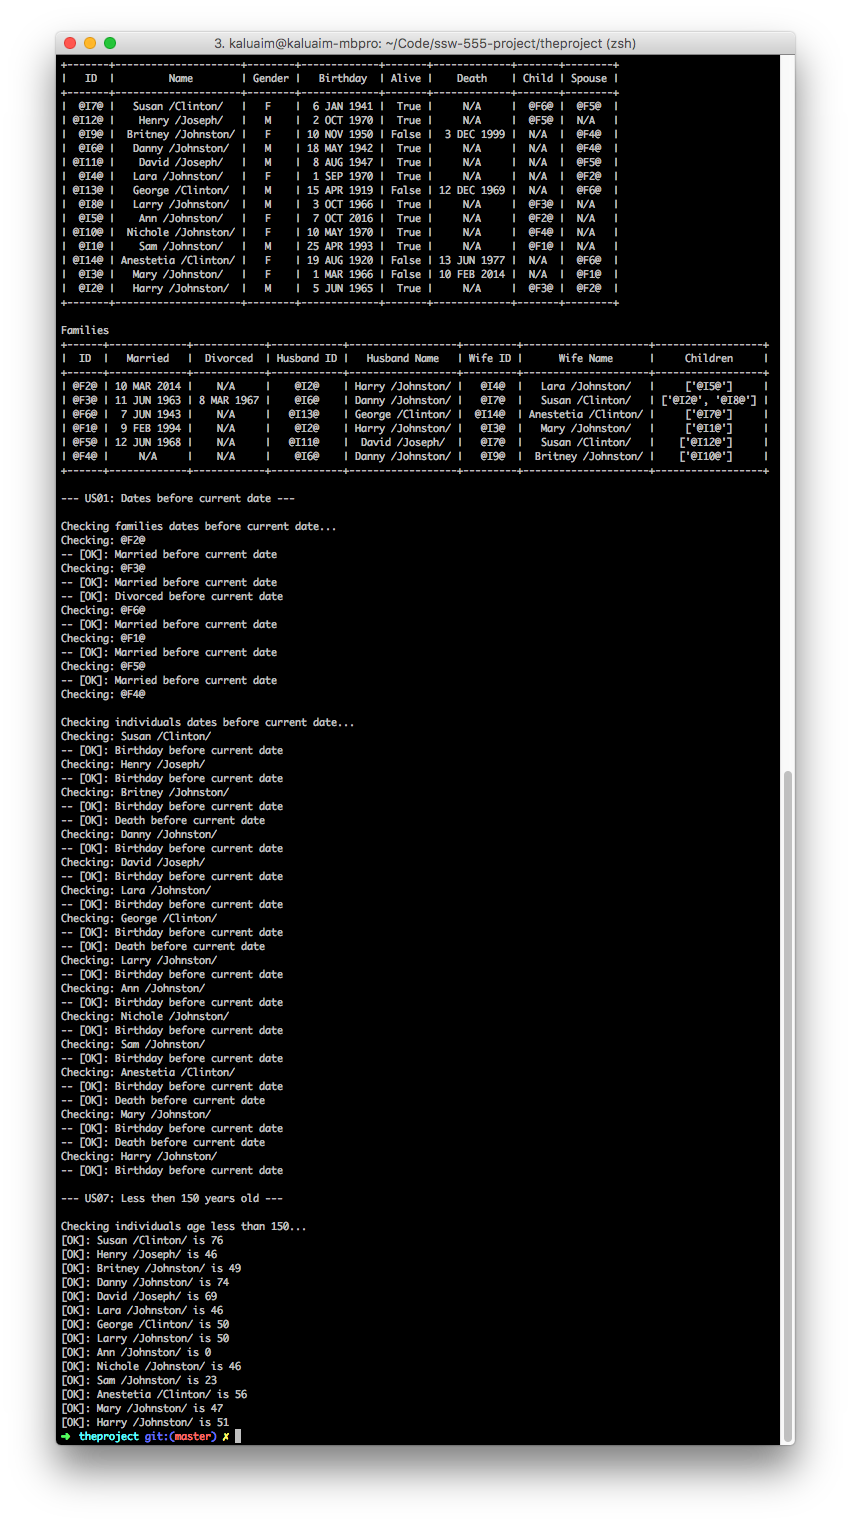 3. kaluaim@kaluaim-mbpro: ~/Code/ssw-555-project/theproject (zsh)
+-------+---------------------+--------+-------------+-------+-------------+-------+--------+
|   ID  |         Name        | Gender |   Birthday  | Alive |    Death    | Child | Spouse |
+-------+---------------------+--------+-------------+-------+-------------+-------+--------+
|  @I7@ |   Susan /Clinton/   |   F    |  6 JAN 1941 |  True |     N/A     |  @F6@ |  @F5@  |
| @I12@ |    Henry /Joseph/   |   M    |  2 OCT 1970 |  True |     N/A     |  @F5@ |  N/A   |
|  @I9@ |  Britney /Johnston/ |   F    | 10 NOV 1950 | False |  3 DEC 1999 |  N/A  |  @F4@  |
|  @I6@ |   Danny /Johnston/  |   M    | 18 MAY 1942 |  True |     N/A     |  N/A  |  @F4@  |
| @I11@ |    David /Joseph/   |   M    |  8 AUG 1947 |  True |     N/A     |  N/A  |  @F5@  |
|  @I4@ |   Lara /Johnston/   |   F    |  1 SEP 1970 |  True |     N/A     |  N/A  |  @F2@  |
| @I13@ |   George /Clinton/  |   M    | 15 APR 1919 | False | 12 DEC 1969 |  N/A  |  @F6@  |
|  @I8@ |   Larry /Johnston/  |   M    |  3 OCT 1966 |  True |     N/A     |  @F3@ |  N/A   |
|  @I5@ |    Ann /Johnston/   |   F    |  7 OCT 2016 |  True |     N/A     |  @F2@ |  N/A   |
| @I10@ |  Nichole /Johnston/ |   F    | 10 MAY 1970 |  True |     N/A     |  @F4@ |  N/A   |
|  @I1@ |    Sam /Johnston/   |   M    | 25 APR 1993 |  True |     N/A     |  @F1@ |  N/A   |
| @I14@ | Anestetia /Clinton/ |   F    | 19 AUG 1920 | False | 13 JUN 1977 |  N/A  |  @F6@  |
|  @I3@ |   Mary /Johnston/   |   F    |  1 MAR 1966 | False | 10 FEB 2014 |  N/A  |  @F1@  |
|  @I2@ |   Harry /Johnston/  |   M    |  5 JUN 1965 |  True |     N/A     |  @F3@ |  @F2@  |
+-------+---------------------+--------+-------------+-------+-------------+-------+--------+
Families
+------+-------------+------------+------------+------------------+---------+---------------------+------------------+
|  ID  |   Married   |  Divorced  | Husband ID |   Husband Name   | Wife ID |      Wife Name      |     Children     |
+------+-------------+------------+------------+------------------+---------+---------------------+------------------+
| @F2@ | 10 MAR 2014 |    N/A     |    @I2@    | Harry /Johnston/ |   @I4@  |   Lara /Johnston/   |     ['@I5@']     |
| @F3@ | 11 JUN 1963 | 8 MAR 1967 |    @I6@    | Danny /Johnston/ |   @I7@  |   Susan /Clinton/   | ['@I2@', '@I8@'] |
| @F6@ |  7 JUN 1943 |    N/A     |   @I13@    | George /Clinton/ |  @I14@  | Anestetia /Clinton/ |     ['@I7@']     |
| @F1@ |  9 FEB 1994 |    N/A     |    @I2@    | Harry /Johnston/ |   @I3@  |   Mary /Johnston/   |     ['@I1@']     |
| @F5@ | 12 JUN 1968 |    N/A     |   @I11@    |  David /Joseph/  |   @I7@  |   Susan /Clinton/   |    ['@I12@']     |
| @F4@ |     N/A     |    N/A     |    @I6@    | Danny /Johnston/ |   @I9@  |  Britney /Johnston/ |    ['@I10@']     |
+------+-------------+------------+------------+------------------+---------+---------------------+------------------+
--- US01: Dates before current date ---
Checking families dates before current date...
Checking: @F2@
-- [OK]: Married before current date
Checking: @F3@
-- [OK]: Married before current date
-- [OK]: Divorced before current date
Checking: @F6@
-- [OK]: Married before current date
Checking: @F1@
-- [OK]: Married before current date
Checking: @F5@
-- [OK]: Married before current date
Checking: @F4@
Checking individuals dates before current date...
Checking: Susan /Clinton/
-- [OK]: Birthday before current date
Checking: Henry /Joseph/
-- [OK]: Birthday before current date
Checking: Britney /Johnston/
-- [OK]: Birthday before current date
-- [OK]: Death before current date
Checking: Danny /Johnston/
-- [OK]: Birthday before current date
Checking: David /Joseph/
-- [OK]: Birthday before current date
Checking: Lara /Johnston/
-- [OK]: Birthday before current date
Checking: George /Clinton/
-- [OK]: Birthday before current date
-- [OK]: Death before current date
Checking: Larry /Johnston/
-- [OK]: Birthday before current date
Checking: Ann /Johnston/
-- [OK]: Birthday before current date
Checking: Nichole /Johnston/
-- [OK]: Birthday before current date
Checking: Sam /Johnston/
-- [OK]: Birthday before current date
Checking: Anestetia /Clinton/
-- [OK]: Birthday before current date
-- [OK]: Death before current date
Checking: Mary /Johnston/
-- [OK]: Birthday before current date
-- [OK]: Death before current date
Checking: Harry /Johnston/
-- [OK]: Birthday before current date
--- US07: Less then 150 years old ---
Checking individuals age less than 150...
[OK]: Susan /Clinton/ is 76
[OK]: Henry /Joseph/ is 46
[OK]: Britney /Johnston/ is 49
[OK]: Danny /Johnston/ is 74
[OK]: David /Joseph/ is 69
[OK]: Lara /Johnston/ is 46
[OK]: George /Clinton/ is 50
[OK]: Larry /Johnston/ is 50
[OK]: Ann /Johnston/ is 0
[OK]: Nichole /Johnston/ is 46
[OK]: Sam /Johnston/ is 23
[OK]: Anestetia /Clinton/ is 56
[OK]: Mary /Johnston/ is 47
[OK]: Harry /Johnston/ is 51
➜  theproject git:(master) ✗